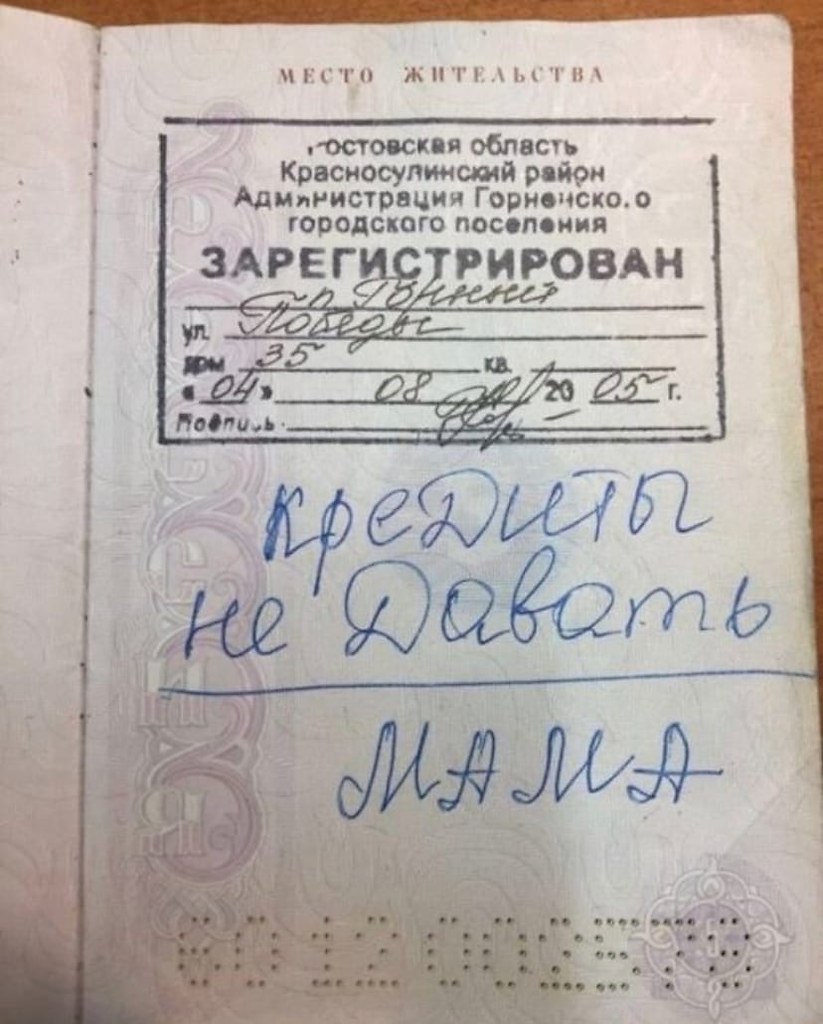 МЕСТО ЖИТЕЛЬСТВА
остовская область
Красносулинский район
Администрация Горненского
городского поселения
ЗАРЕГИСТРИРОВАН
п. Горный
ул. Победы
дом 35 кв.
« 04 » 08 20 05 г.
Подпись
кредиты
не давать
МАМА